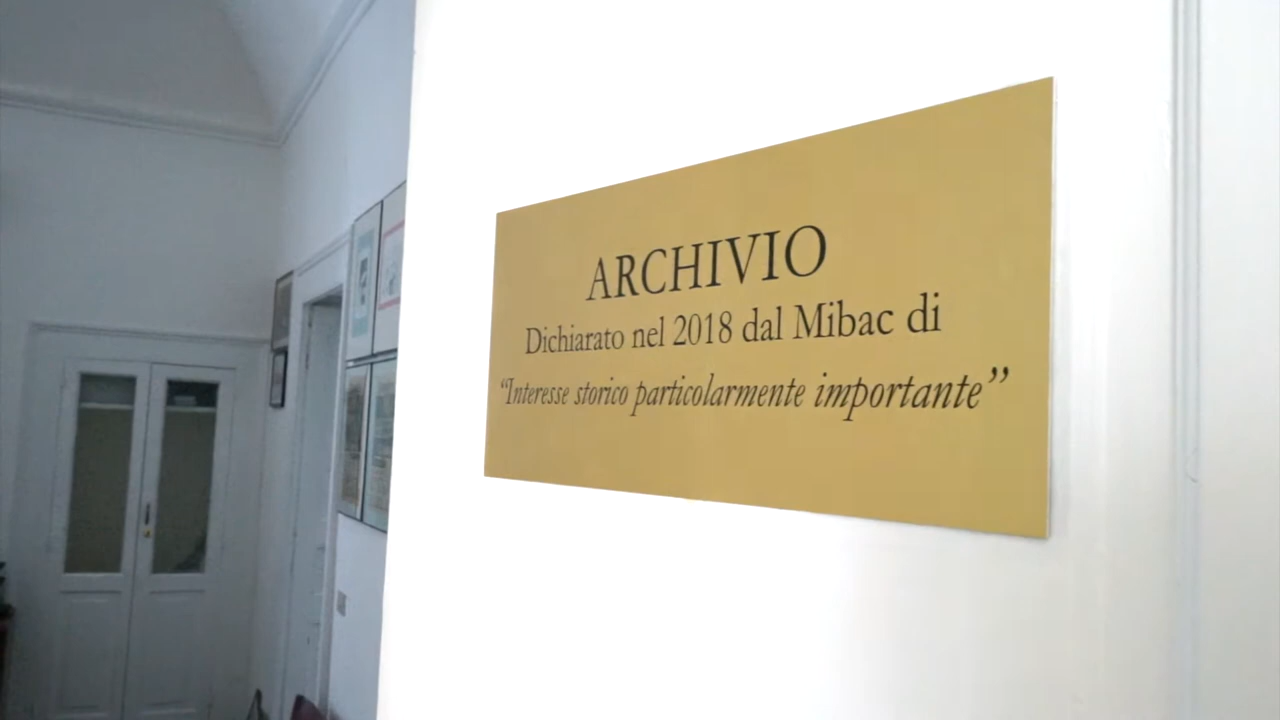 ARCHIVIO
Dichiarato nel 2018 dal Mibac di
“Interesse storico particolarmente importante”